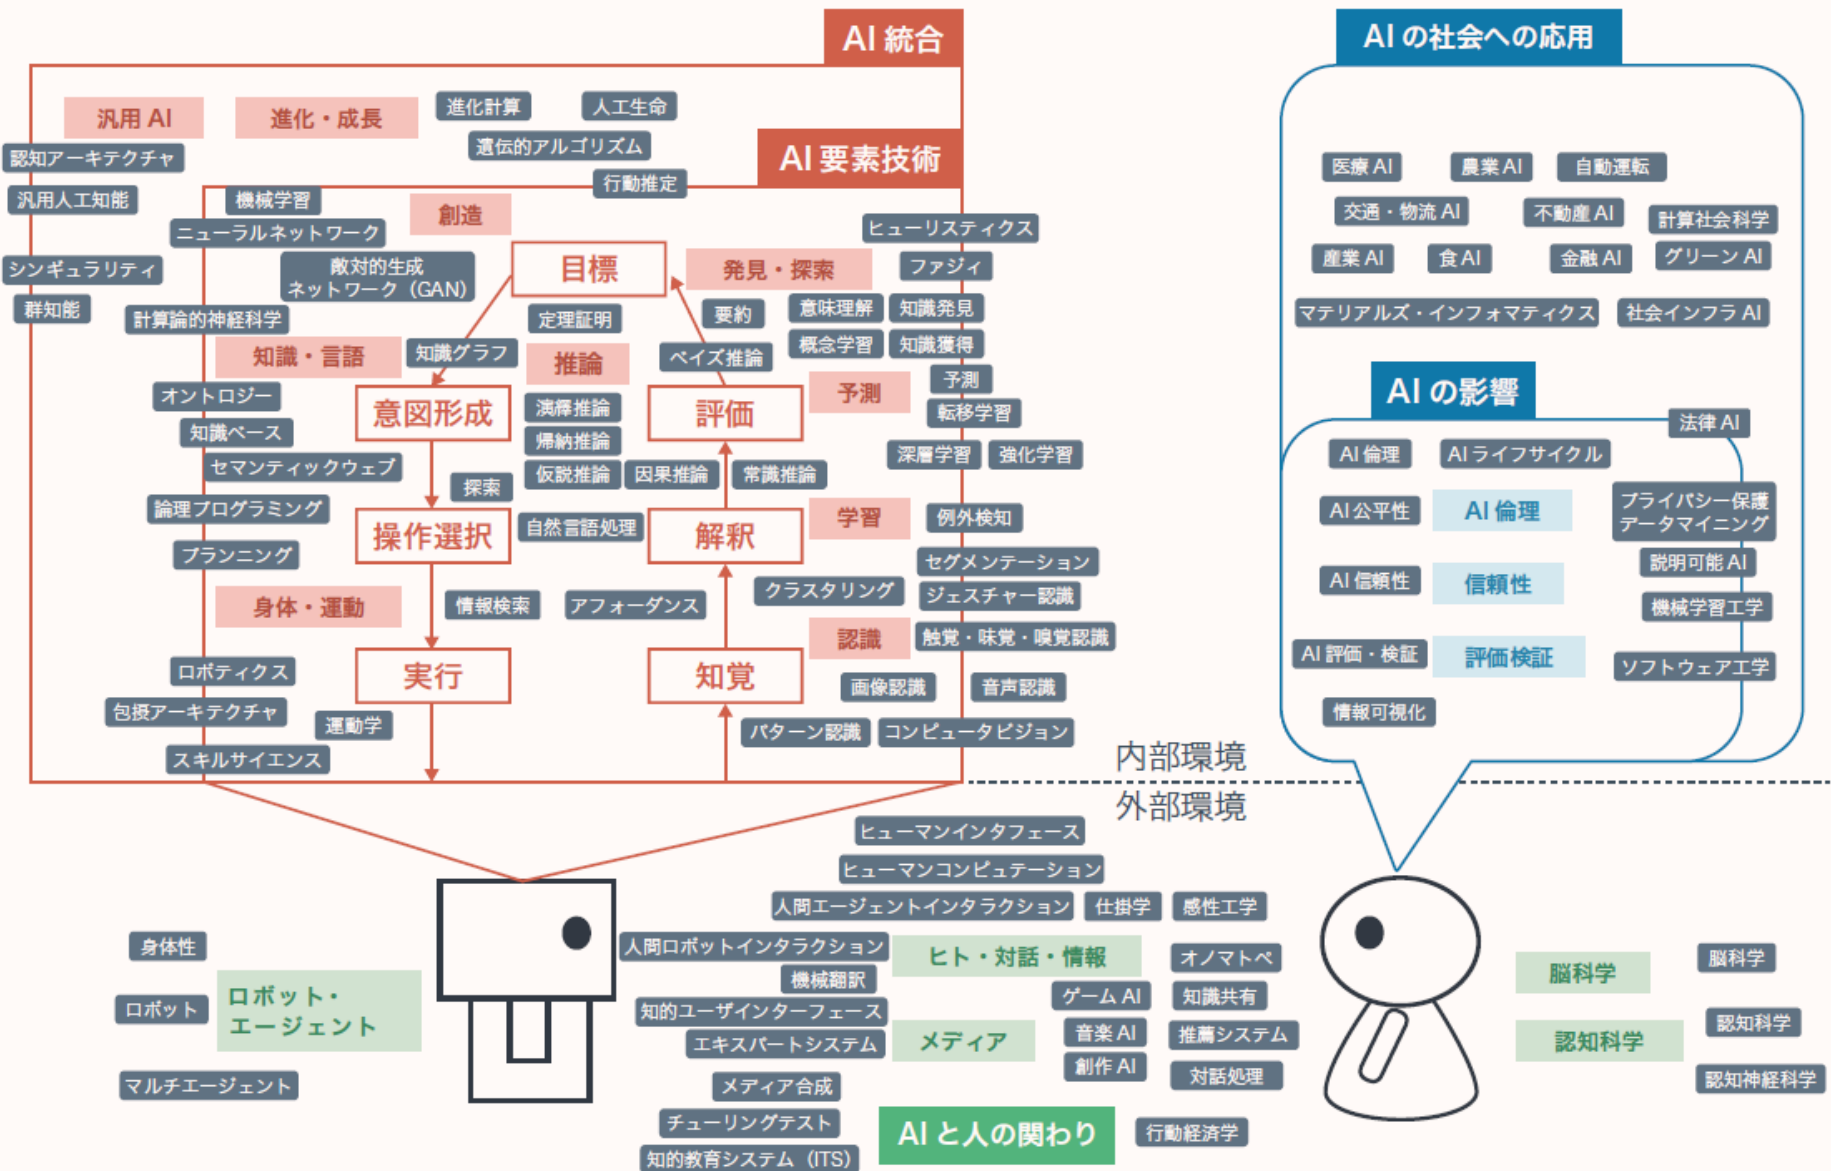 AI 統合
AI の社会への応用
汎用 AI
進化・成長
進化計算
人工生命
遺伝的アルゴリズム
認知アーキテクチャ
AI 要素技術
行動推定
汎用人工知能
機械学習
創造
ニューラルネットワーク
ヒューリスティクス
シンギュラリティ
敵対的生成
ネットワーク（GAN）
目標
発見・探索
ファジィ
群知能
計算論的神経科学
定理証明
要約
意味理解
知識発見
知識・言語
知識グラフ
推論
ベイズ推論
概念学習
知識獲得
オントロジー
意図形成
演繹推論
評価
予測
予測
転移学習
知識ベース
帰納推論
セマンティックウェブ
仮説推論
因果推論
常識推論
深層学習
強化学習
探索
論理プログラミング
操作選択
自然言語処理
解釈
学習
例外検知
プランニング
セグメンテーション
身体・運動
情報検索
アフォーダンス
クラスタリング
ジェスチャー認識
認識
触覚・味覚・嗅覚認識
ロボティクス
実行
知覚
画像認識
音声認識
包摂アーキテクチャ
運動学
パターン認識
コンピュータビジョン
スキルサイエンス
医療 AI
農業 AI
自動運転
交通・物流 AI
不動産 AI
計算社会科学
産業 AI
食 AI
金融 AI
グリーン AI
マテリアルズ・インフォマティクス
社会インフラ AI
AI の影響
法律 AI
AI 倫理
AI ライフサイクル
AI 公平性
AI 倫理
プライバシー保護
データマイニング
説明可能 AI
AI 信頼性
信頼性
機械学習工学
AI 評価・検証
評価検証
ソフトウェア工学
情報可視化
内部環境
外部環境
ヒューマンインタフェース
ヒューマンコンピュテーション
人間エージェントインタラクション
仕掛学
感性工学
身体性
人間ロボットインタラクション
ヒト・対話・情報
オノマトペ
脳科学
脳科学
機械翻訳
ロボット
ロボット・
エージェント
知的ユーザインターフェース
ゲーム AI
知識共有
エキスパートシステム
メディア
音楽 AI
推薦システム
認知科学
認知科学
創作 AI
対話処理
認知神経科学
マルチエージェント
メディア合成
チューリングテスト
AI と人の関わり
行動経済学
知的教育システム（ITS）